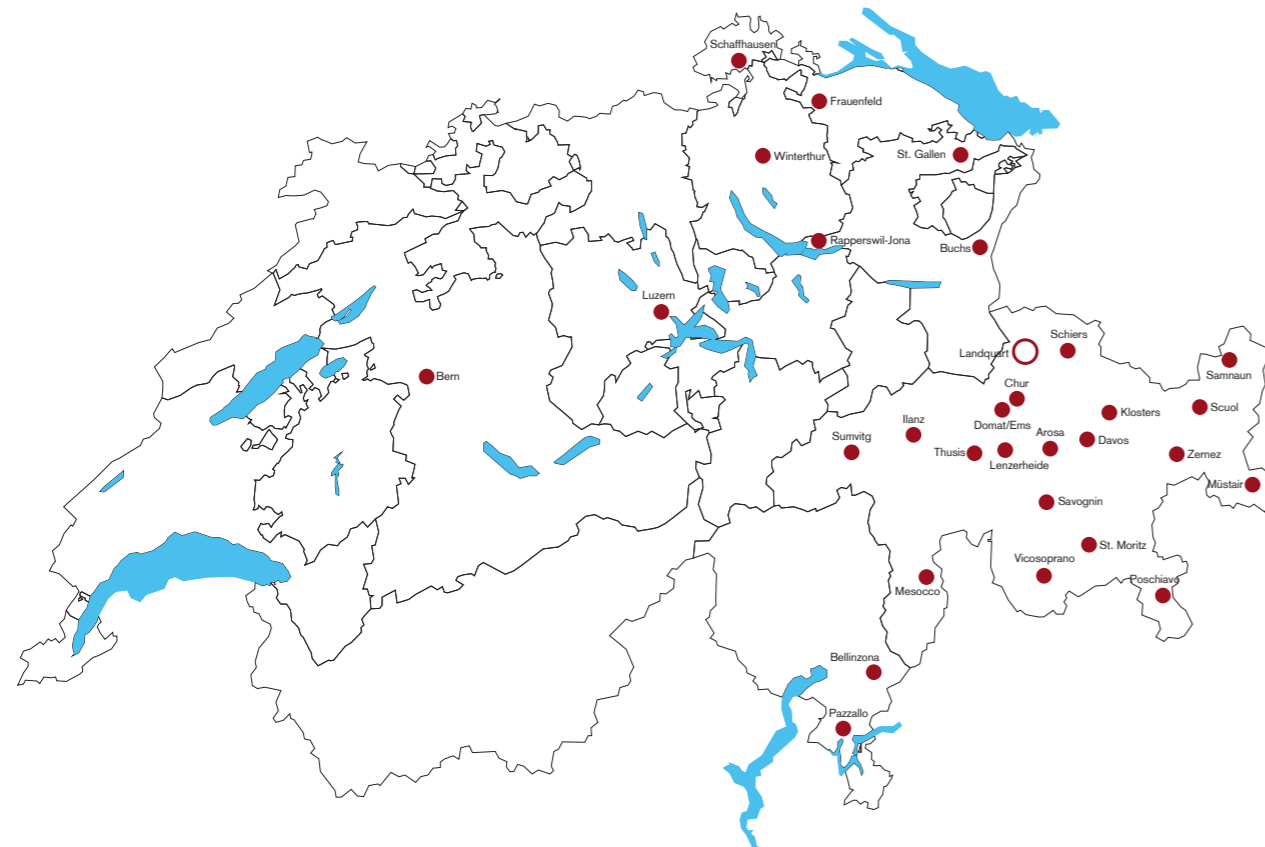 Schaffhausen
Frauenfeld
Winterthur
St. Gallen
Rapperswil-Jona
Buchs
Luzern
Schiers
Landquart
Samnaun
Bern
Chur
Scuol
Klosters
Domat/Ems
Ilanz
Arosa
Sumvitg
Davos
Thusis
Zernez
Lenzerheide
Müstair
Savognin
St. Moritz
Vicosoprano
Poschiavo
Mesocco
Bellinzona
Pazzallo